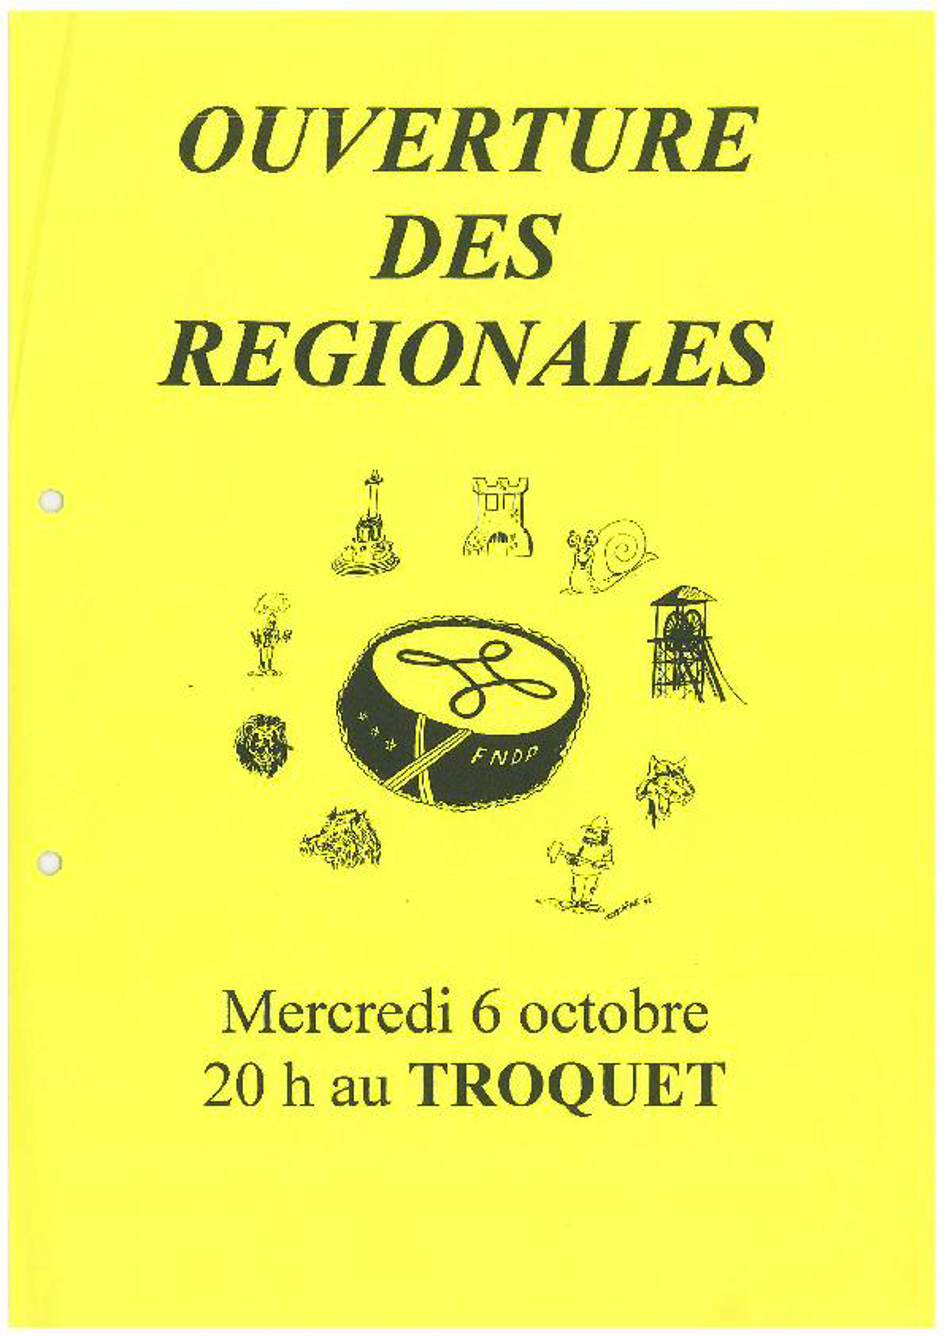 OUVERTURE
DES
REGIONALES
FNDP
Mercredi 6 octobre
20 h au TROQUET